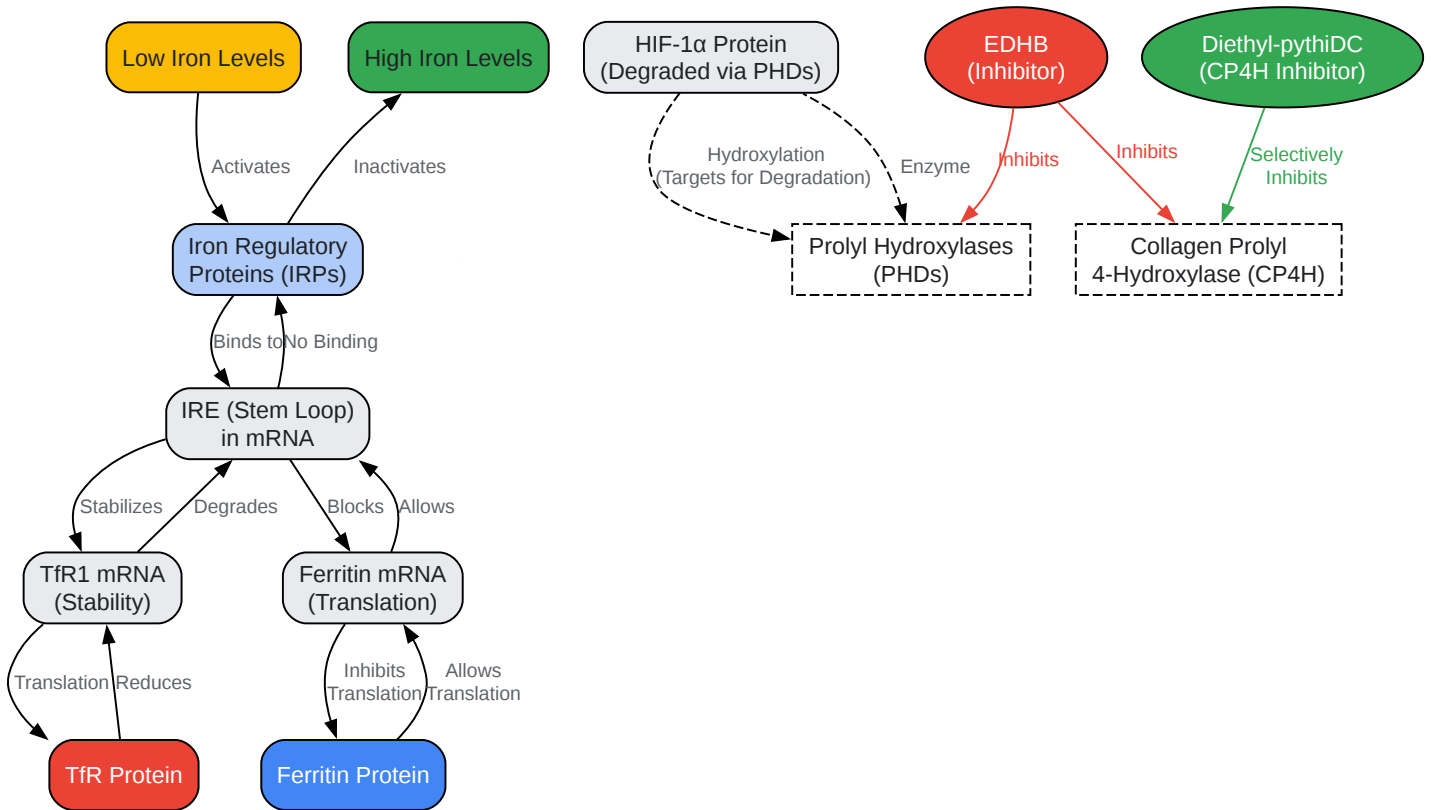 Low Iron Levels
High Iron Levels
HIF-1α Protein
(Degraded via PHDs)
EDHB
(Inhibitor)
Diethyl-pythiDC
(CP4H Inhibitor)
Activates
Inactivates
Hydroxylation
(Targets for Degradation)
Enzyme
Inhibits
Inhibits
Selectively
Inhibits
Iron Regulatory
Proteins (IRPs)
Prolyl Hydroxylases
(PHDs)
Collagen Prolyl
4-Hydroxylase (CP4H)
Binds to
No Binding
IRE (Stem Loop)
in mRNA
Stabilizes
Degrades
Blocks
Allows
TfR1 mRNA
(Stability)
Ferritin mRNA
(Translation)
Translation
Reduces
Inhibits
Translation
Allows
Translation
TfR Protein
Ferritin Protein